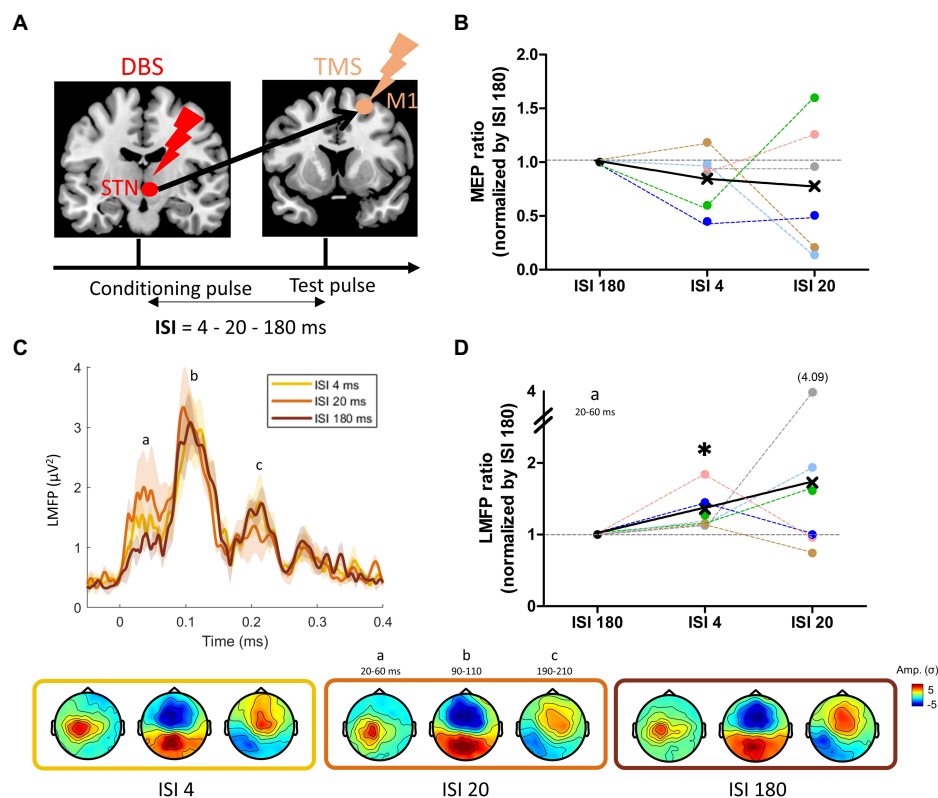 A
DBS
TMS
M1
STN
Conditioning pulse
Test pulse
ISI = 4 - 20 - 180 ms
B
MEP ratio
(normalized by ISI 180)
2.0
1.5
1.0
0.5
0.0
ISI 180
ISI 4
ISI 20
C
LMFP (µV²)
4
3
2
1
0
a
b
c
ISI 4 ms
ISI 20 ms
ISI 180 ms
0
0.1
0.2
0.3
0.4
Time (ms)
D
LMFP ratio
(normalized by ISI 180)
4
2
1
0
a
20-60 ms
*
(4.09)
ISI 180
ISI 4
ISI 20
a
20-60 ms
b
90-110
c
190-210
Amp. (σ)
5
-5
ISI 4
ISI 20
ISI 180